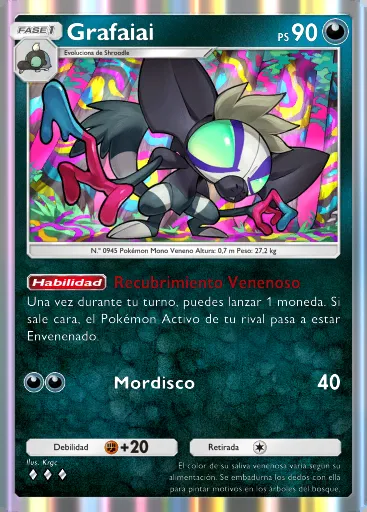 FASE 1
Grafaiai
PS 90
Evoluciona de Shroodle
N.º 0945 Pokémon Mono Veneno Altura: 0,7 m Peso: 27,2 kg
Habilidad Recubrimiento Venenoso
Una vez durante tu turno, puedes lanzar 1 moneda. Si
sale cara, el Pokémon Activo de tu rival pasa a estar
Envenenado.
Mordisco 40
Debilidad +20 Retirada
Ilus. Krgc
El color de su saliva venenosa varía según su
alimentación. Se embadurna los dedos con ella
para pintar motivos en los árboles del bosque.